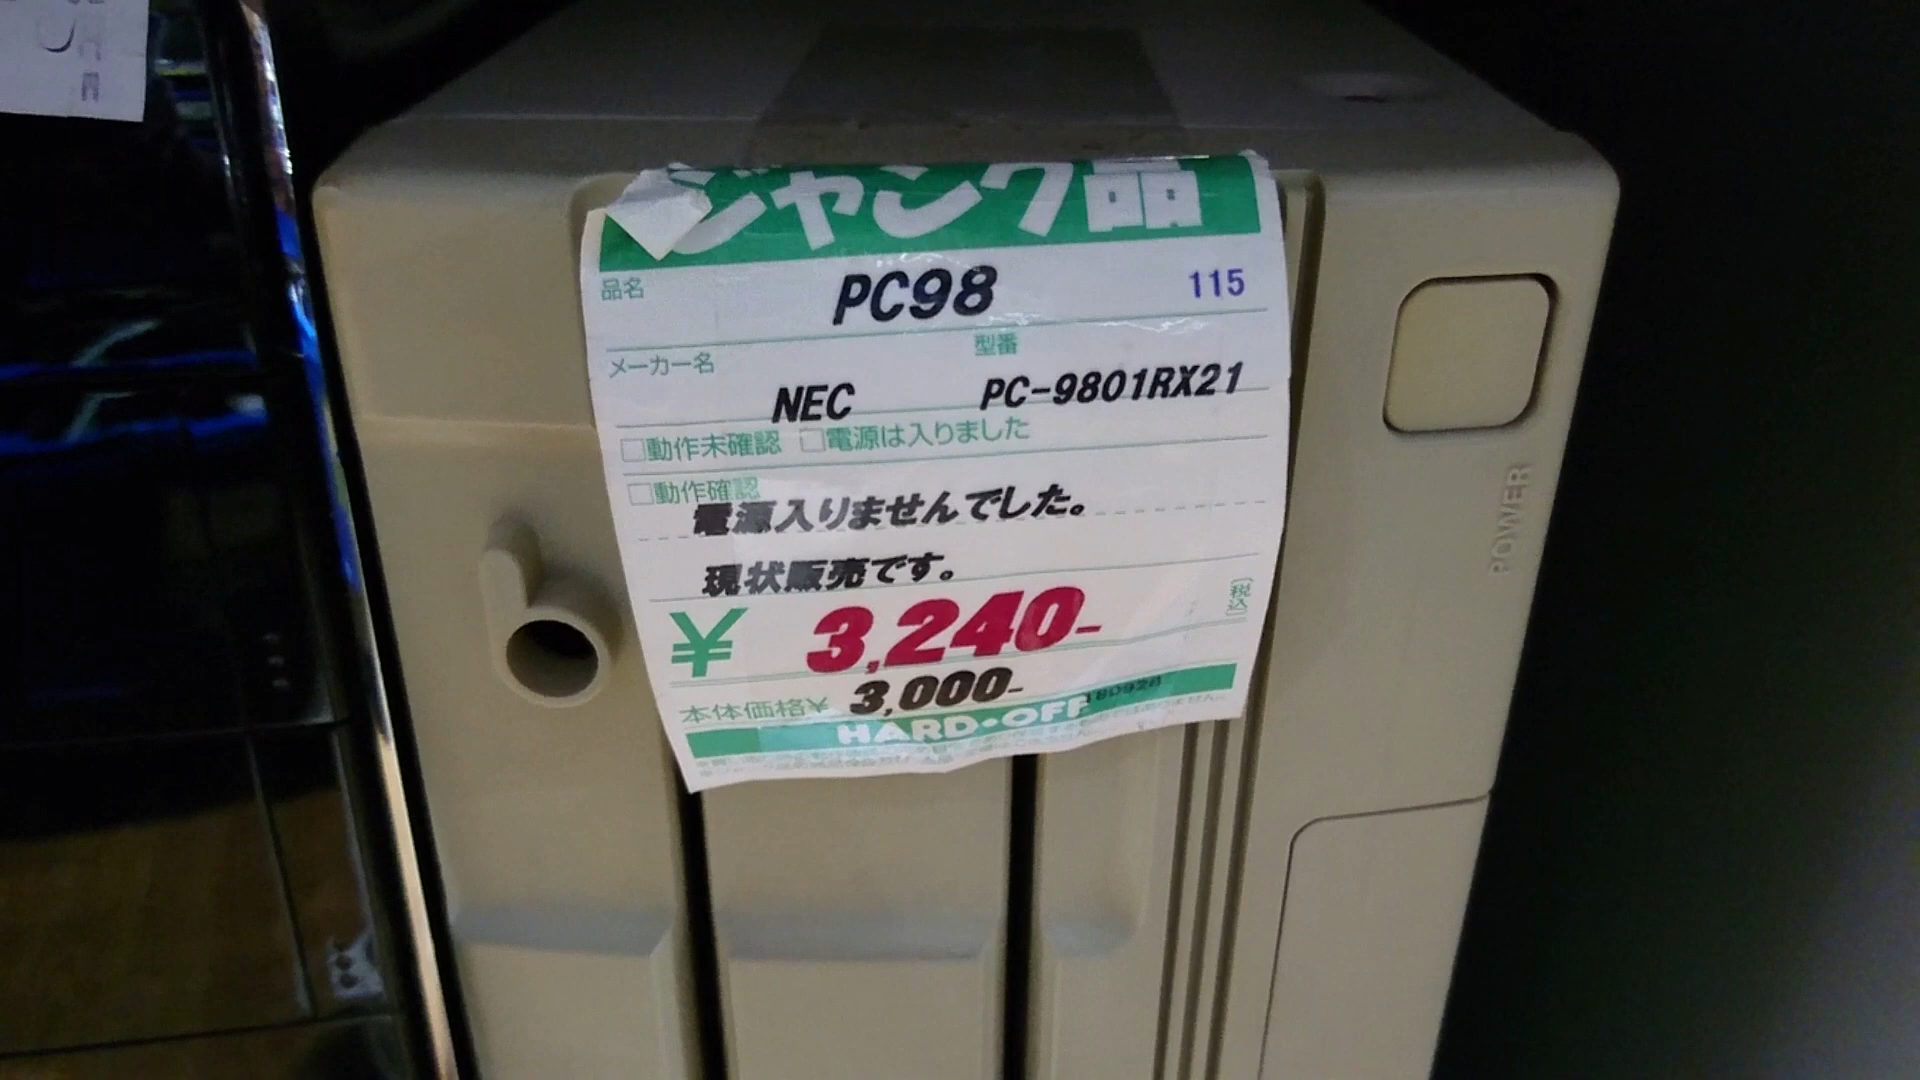 ジャンク品
品名 PC98 115
メーカー名 型番
NEC PC-9801RX21
□動作未確認 □電源は入りました
□動作確認
電源入りませんでした。
現状販売です。
¥ 3,240- (税込)
本体価格¥ 3,000- 180928
HARD・OFF
POWER